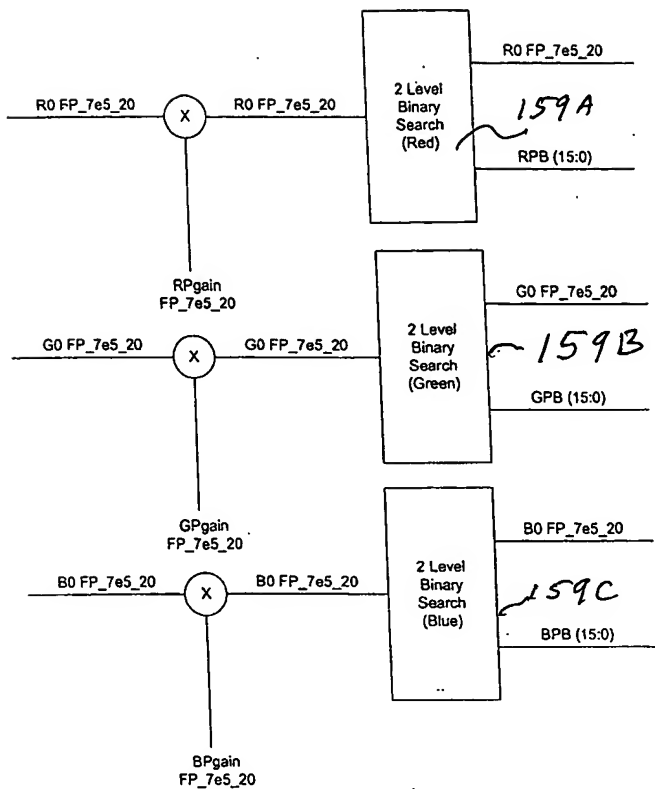 R0 FP_7e5_20
R0 FP_7e5_20
X
R0 FP_7e5_20
2 Level
Binary
Search
(Red)
159A
RPB (15:0)
RPgain
FP_7e5_20
G0 FP_7e5_20
G0 FP_7e5_20
X
G0 FP_7e5_20
2 Level
Binary
Search
(Green)
159B
GPB (15:0)
GPgain
FP_7e5_20
B0 FP_7e5_20
B0 FP_7e5_20
X
B0 FP_7e5_20
2 Level
Binary
Search
(Blue)
159C
BPB (15:0)
BPgain
FP_7e5_20